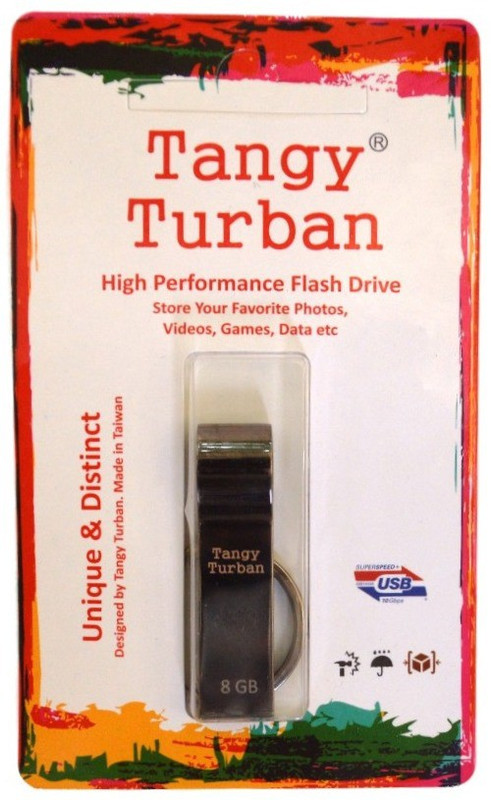 Tangy®
Turban
High Performance Flash Drive
Store Your Favorite Photos,
Videos, Games, Data etc
Unique & Distinct
Designed by Tangy Turban. Made in Taiwan
Tangy
Turban
8 GB
SUPERSPEED+
USB
10Gbps